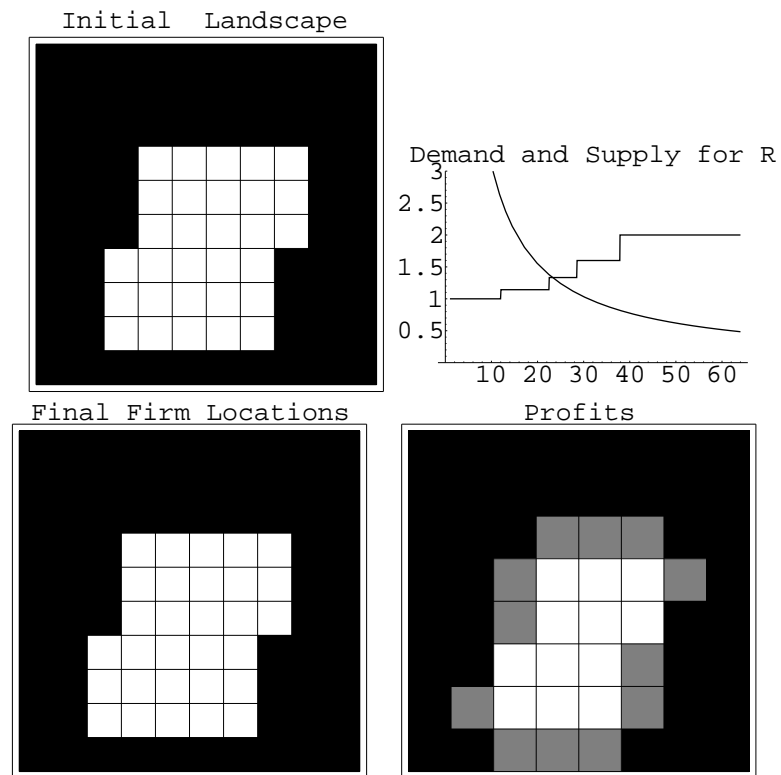 Initial Landscape
Demand and Supply for R
3
2.5
2
1.5
1
0.5
10 20 30 40 50 60
Final Firm Locations
Profits